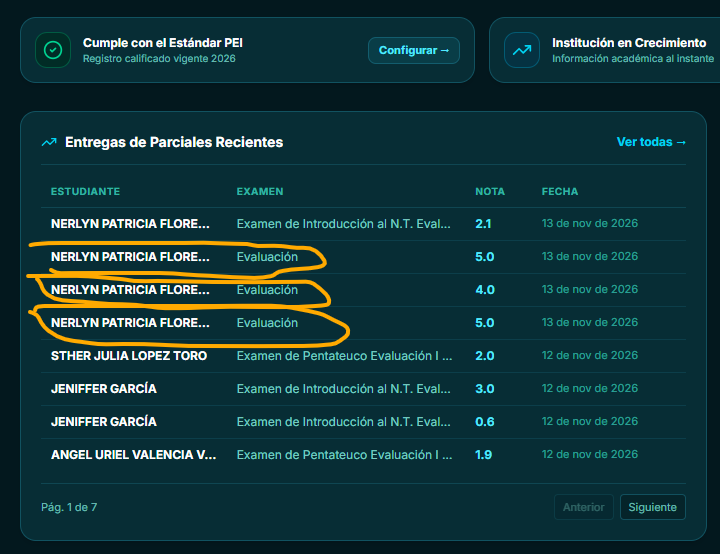 Cumple con el Estándar PEI
Registro calificado vigente 2026
Configurar →
Institución en Crecimiento
Información académica al instante
Entregas de Parciales Recientes
Ver todas →
ESTUDIANTE EXAMEN NOTA FECHA
NERLYN PATRICIA FLORE... Examen de Introducción al N.T. Eval... 2.1 13 de nov de 2026
NERLYN PATRICIA FLORE... Evaluación 5.0 13 de nov de 2026
NERLYN PATRICIA FLORE... Evaluación 4.0 13 de nov de 2026
NERLYN PATRICIA FLORE... Evaluación 5.0 13 de nov de 2026
STHER JULIA LOPEZ TORO Examen de Pentateuco Evaluación I ... 2.0 12 de nov de 2026
JENIFFER GARCÍA Examen de Introducción al N.T. Eval... 3.0 12 de nov de 2026
JENIFFER GARCÍA Examen de Introducción al N.T. Eval... 0.6 12 de nov de 2026
ANGEL URIEL VALENCIA V... Examen de Pentateuco Evaluación I ... 1.9 12 de nov de 2026
Pág. 1 de 7
Anterior
Siguiente